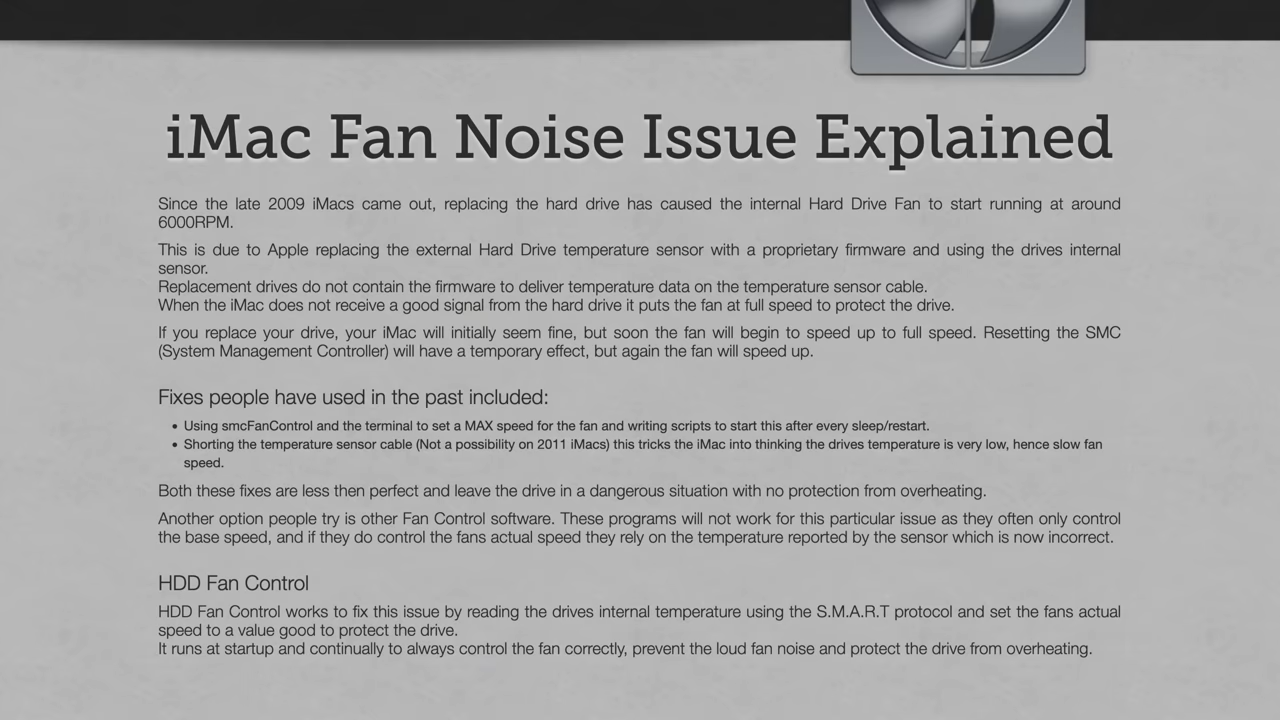 iMac Fan Noise Issue Explained
Since the late 2009 iMacs came out, replacing the hard drive has caused the internal Hard Drive Fan to start running at around
6000RPM.
This is due to Apple replacing the external Hard Drive temperature sensor with a proprietary firmware and using the drives internal
sensor.
Replacement drives do not contain the firmware to deliver temperature data on the temperature sensor cable.
When the iMac does not receive a good signal from the hard drive it puts the fan at full speed to protect the drive.
If you replace your drive, your iMac will initially seem fine, but soon the fan will begin to speed up to full speed. Resetting the SMC
(System Management Controller) will have a temporary effect, but again the fan will speed up.
Fixes people have used in the past included:
• Using smcFanControl and the terminal to set a MAX speed for the fan and writing scripts to start this after every sleep/restart.
• Shorting the temperature sensor cable (Not a possibility on 2011 iMacs) this tricks the iMac into thinking the drives temperature is very low, hence slow fan
speed.
Both these fixes are less then perfect and leave the drive in a dangerous situation with no protection from overheating.
Another option people try is other Fan Control software. These programs will not work for this particular issue as they often only control
the base speed, and if they do control the fans actual speed they rely on the temperature reported by the sensor which is now incorrect.
HDD Fan Control
HDD Fan Control works to fix this issue by reading the drives internal temperature using the S.M.A.R.T protocol and set the fans actual
speed to a value good to protect the drive.
It runs at startup and continually to always control the fan correctly, prevent the loud fan noise and protect the drive from overheating.